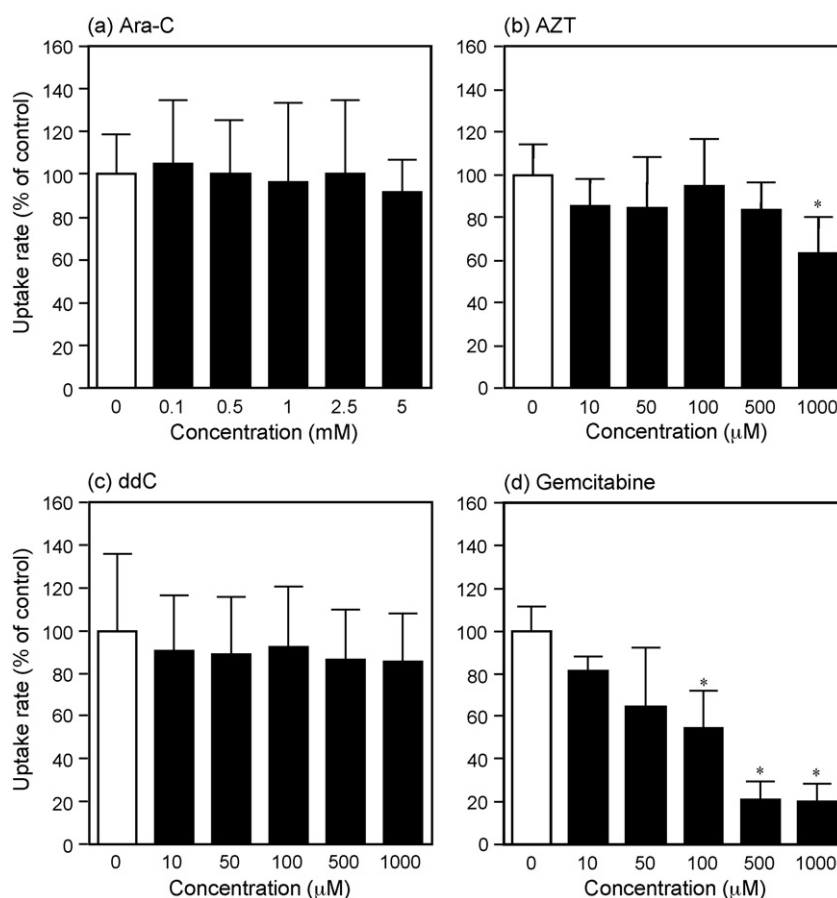 (a) Ara-C
Uptake rate (% of control)
160
140
120
100
80
60
40
20
0
0 0.1 0.5 1 2.5 5
Concentration (mM)
(b) AZT
160
140
120
100
80
60
40
20
0
*
0 10 50 100 500 1000
Concentration (μM)
(c) ddC
Uptake rate (% of control)
160
140
120
100
80
60
40
20
0
0 10 50 100 500 1000
Concentration (μM)
(d) Gemcitabine
160
140
120
100
80
60
40
20
0
* * *
0 10 50 100 500 1000
Concentration (μM)